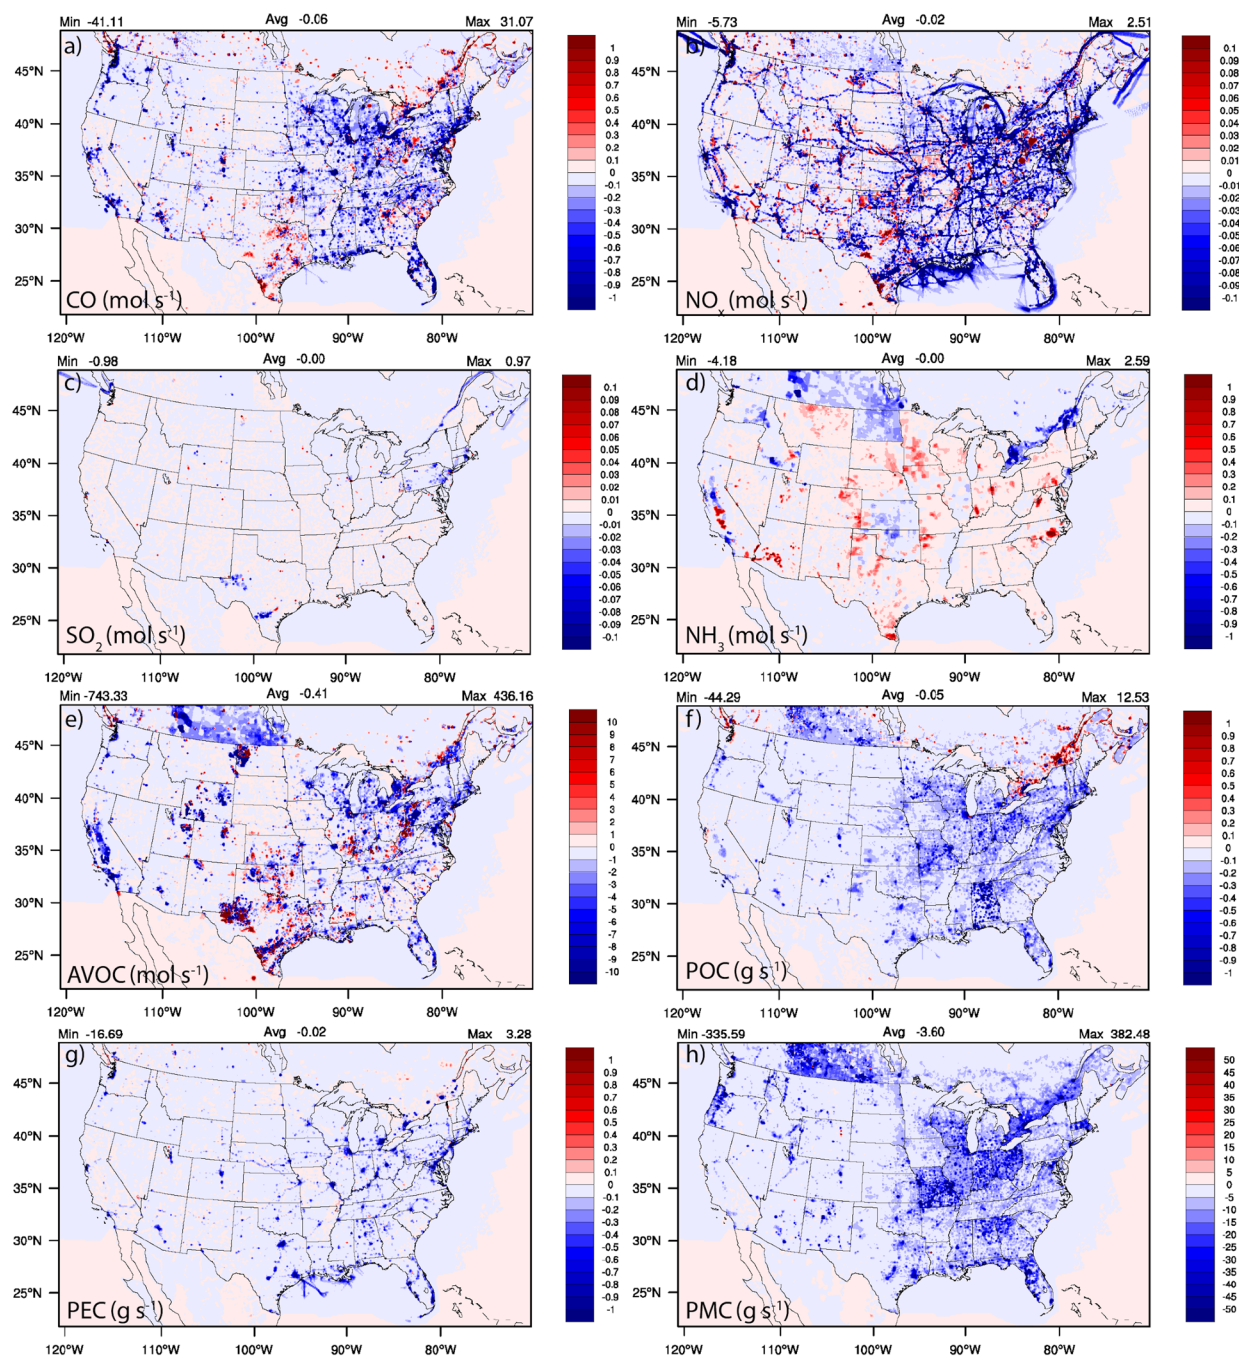 Min -41.11 Avg -0.06 Max 31.07
a)
45°N
40°N
35°N
30°N
25°N
CO (mol s⁻¹)
120°W 110°W 100°W 90°W 80°W
1
0.9
0.8
0.7
0.6
0.5
0.4
0.3
0.2
0.1
0
-0.1
-0.2
-0.3
-0.4
-0.5
-0.6
-0.7
-0.8
-0.9
-1
Min -5.73 Avg -0.02 Max 2.51
b)
45°N
40°N
35°N
30°N
25°N
NOₓ (mol s⁻¹)
120°W 110°W 100°W 90°W 80°W
0.1
0.09
0.08
0.07
0.06
0.05
0.04
0.03
0.02
0.01
0
-0.01
-0.02
-0.03
-0.04
-0.05
-0.06
-0.07
-0.08
-0.09
-0.1
Min -0.98 Avg -0.00 Max 0.97
c)
45°N
40°N
35°N
30°N
25°N
SO₂ (mol s⁻¹)
120°W 110°W 100°W 90°W 80°W
0.1
0.09
0.08
0.07
0.06
0.05
0.04
0.03
0.02
0.01
0
-0.01
-0.02
-0.03
-0.04
-0.05
-0.06
-0.07
-0.08
-0.09
-0.1
Min -4.18 Avg -0.00 Max 2.59
d)
45°N
40°N
35°N
30°N
25°N
NH₃ (mol s⁻¹)
120°W 110°W 100°W 90°W 80°W
1
0.9
0.8
0.7
0.6
0.5
0.4
0.3
0.2
0.1
0
-0.1
-0.2
-0.3
-0.4
-0.5
-0.6
-0.7
-0.8
-0.9
-1
Min -743.33 Avg -0.41 Max 436.16
e)
45°N
40°N
35°N
30°N
25°N
AVOC (mol s⁻¹)
120°W 110°W 100°W 90°W 80°W
10
9
8
7
6
5
4
3
2
1
0
-1
-2
-3
-4
-5
-6
-7
-8
-9
-10
Min -44.29 Avg -0.05 Max 12.53
f)
45°N
40°N
35°N
30°N
25°N
POC (g s⁻¹)
120°W 110°W 100°W 90°W 80°W
1
0.9
0.8
0.7
0.6
0.5
0.4
0.3
0.2
0.1
0
-0.1
-0.2
-0.3
-0.4
-0.5
-0.6
-0.7
-0.8
-0.9
-1
Min -16.69 Avg -0.02 Max 3.28
g)
45°N
40°N
35°N
30°N
25°N
PEC (g s⁻¹)
120°W 110°W 100°W 90°W 80°W
1
0.9
0.8
0.7
0.6
0.5
0.4
0.3
0.2
0.1
0
-0.1
-0.2
-0.3
-0.4
-0.5
-0.6
-0.7
-0.8
-0.9
-1
Min -335.59 Avg -3.60 Max 382.48
h)
45°N
40°N
35°N
30°N
25°N
PMC (g s⁻¹)
120°W 110°W 100°W 90°W 80°W
50
45
40
35
30
25
20
15
10
5
0
-5
-10
-15
-20
-25
-30
-35
-40
-45
-50